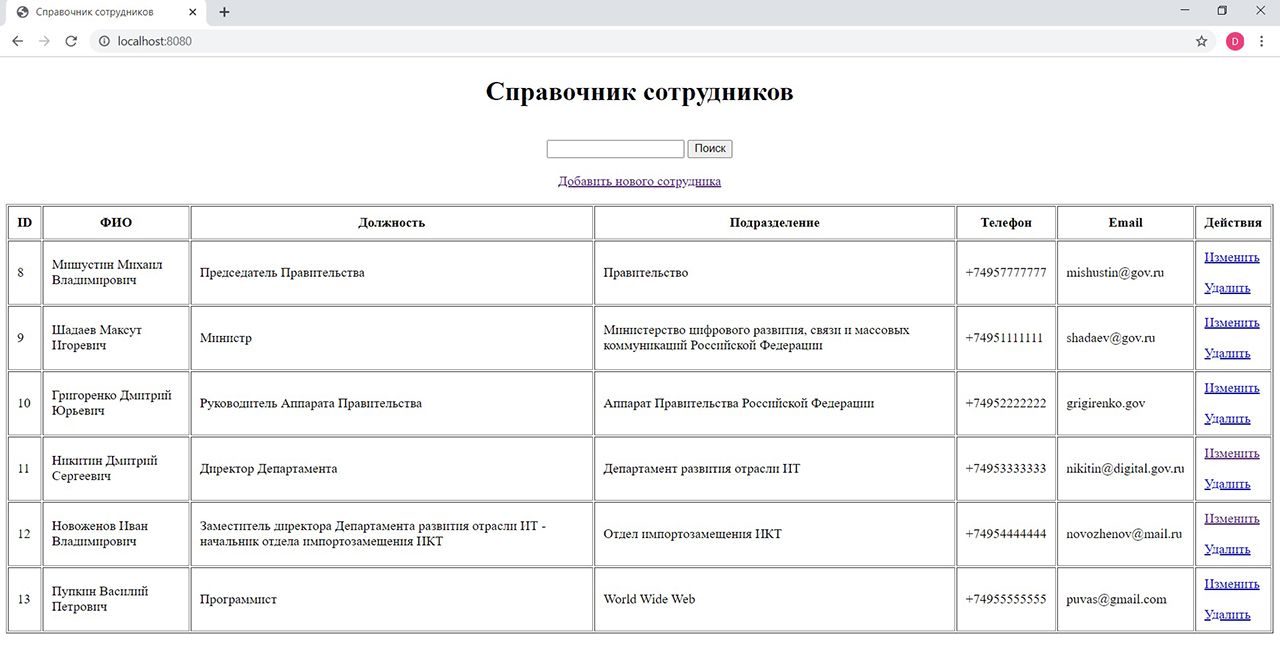 Справочник сотрудников
localhost:8080
D
Справочник сотрудников
Поиск
Добавить нового сотрудника
ID ФИО Должность Подразделение Телефон Email Действия
8 Мишустин Михаил Владимирович Председатель Правительства Правительство +74957777777 mishustin@gov.ru Изменить
Удалить
9 Шадаев Максут Игоревич Министр Министерство цифрового развития, связи и массовых коммуникаций Российской Федерации +74951111111 shadaev@gov.ru Изменить
Удалить
10 Григоренко Дмитрий Юрьевич Руководитель Аппарата Правительства Аппарат Правительства Российской Федерации +74952222222 grigirenko.gov Изменить
Удалить
11 Никитин Дмитрий Сергеевич Директор Департамента Департамент развития отрасли ИТ +74953333333 nikitin@digital.gov.ru Изменить
Удалить
12 Новоженов Иван Владимирович Заместитель директора Департамента развития отрасли ИТ - начальник отдела импортозамещения ИКТ Отдел импортозамещения ИКТ +74954444444 novozhenov@mail.ru Изменить
Удалить
13 Пупкин Василий Петрович Программист World Wide Web +74955555555 puvas@gmail.com Изменить
Удалить